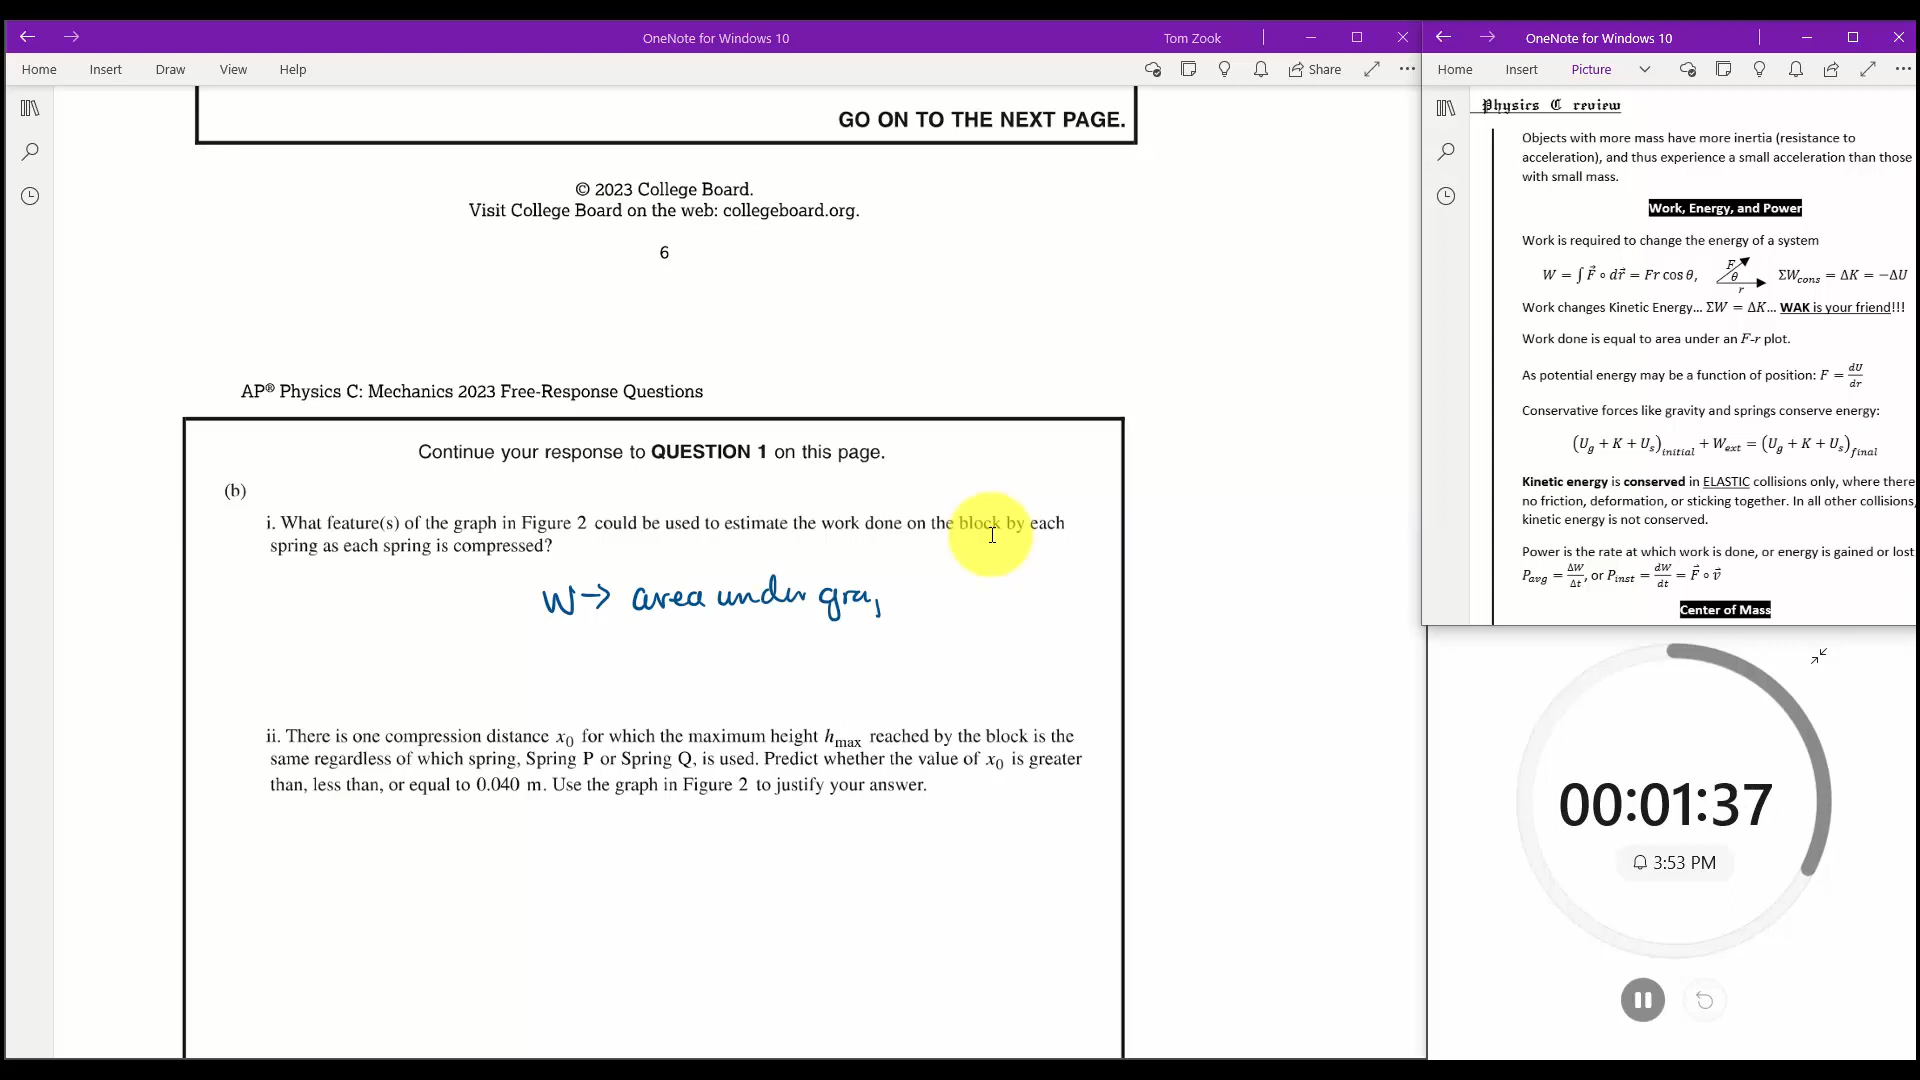 OneNote for Windows 10
Tom Zook
Home Insert Draw View Help
Share
GO ON TO THE NEXT PAGE.
© 2023 College Board.
Visit College Board on the web: collegeboard.org.
6
AP® Physics C: Mechanics 2023 Free-Response Questions
Continue your response to QUESTION 1 on this page.
(b)
i. What feature(s) of the graph in Figure 2 could be used to estimate the work done on the block by each
spring as each spring is compressed?
W → area under gra
ii. There is one compression distance x₀ for which the maximum height h_max reached by the block is the
same regardless of which spring, Spring P or Spring Q, is used. Predict whether the value of x₀ is greater
than, less than, or equal to 0.040 m. Use the graph in Figure 2 to justify your answer.
OneNote for Windows 10
Home Insert Picture
Physics C review
Objects with more mass have more inertia (resistance to
acceleration), and thus experience a small acceleration than those
with small mass.
Work, Energy, and Power
Work is required to change the energy of a system
W = ∫ F⃗ ∘ dr⃗ = Fr cos θ, F θ r ΣW_cons = ΔK = −ΔU
Work changes Kinetic Energy... ΣW = ΔK... WAK is your friend!!!
Work done is equal to area under an F-r plot.
As potential energy may be a function of position: F = dU/dr
Conservative forces like gravity and springs conserve energy:
(U_g + K + U_s)_initial + W_ext = (U_g + K + U_s)_final
Kinetic energy is conserved in ELASTIC collisions only, where there
no friction, deformation, or sticking together. In all other collisions,
kinetic energy is not conserved.
Power is the rate at which work is done, or energy is gained or lost
P_avg = ΔW/Δt, or P_inst = dW/dt = F⃗ ∘ v⃗
Center of Mass
00:01:37
3:53 PM